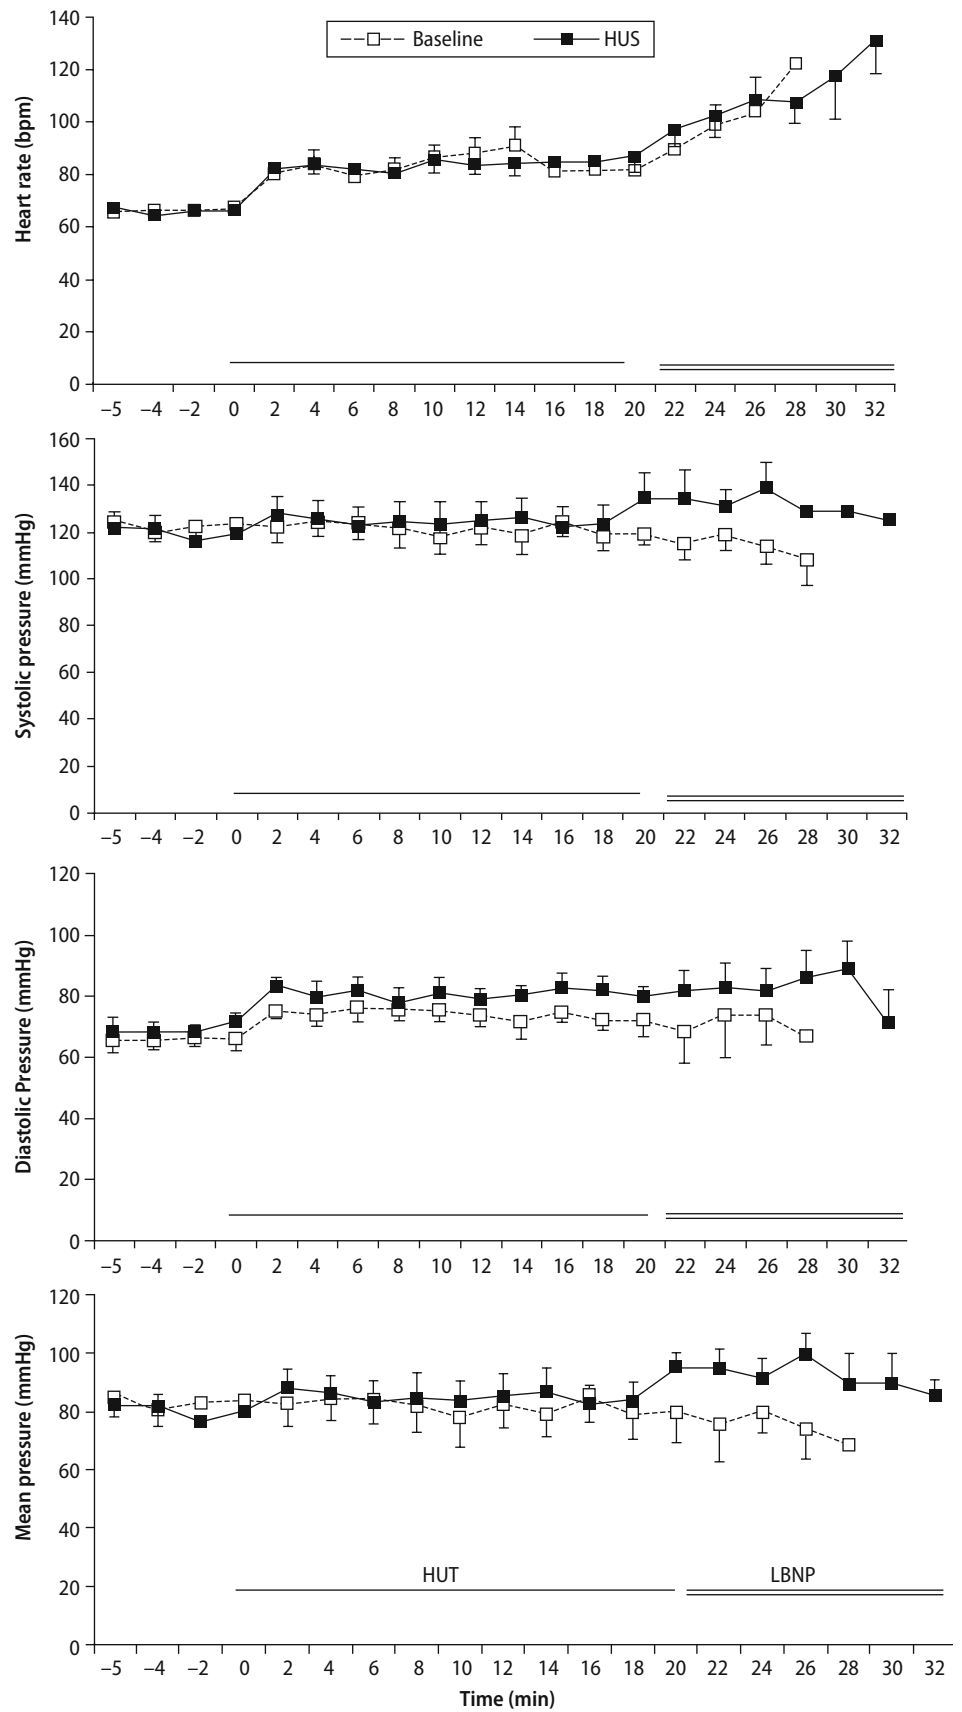 Baseline HUS
Heart rate (bpm)
140
120
100
80
60
40
20
0
–5 –4 –2 0 2 4 6 8 10 12 14 16 18 20 22 24 26 28 30 32
Systolic pressure (mmHg)
160
140
120
100
80
60
40
20
0
–5 –4 –2 0 2 4 6 8 10 12 14 16 18 20 22 24 26 28 30 32
Diastolic Pressure (mmHg)
120
100
80
60
40
20
0
–5 –4 –2 0 2 4 6 8 10 12 14 16 18 20 22 24 26 28 30 32
Mean pressure (mmHg)
120
100
80
60
40
20
0
HUT LBNP
–5 –4 –2 0 2 4 6 8 10 12 14 16 18 20 22 24 26 28 30 32
Time (min)